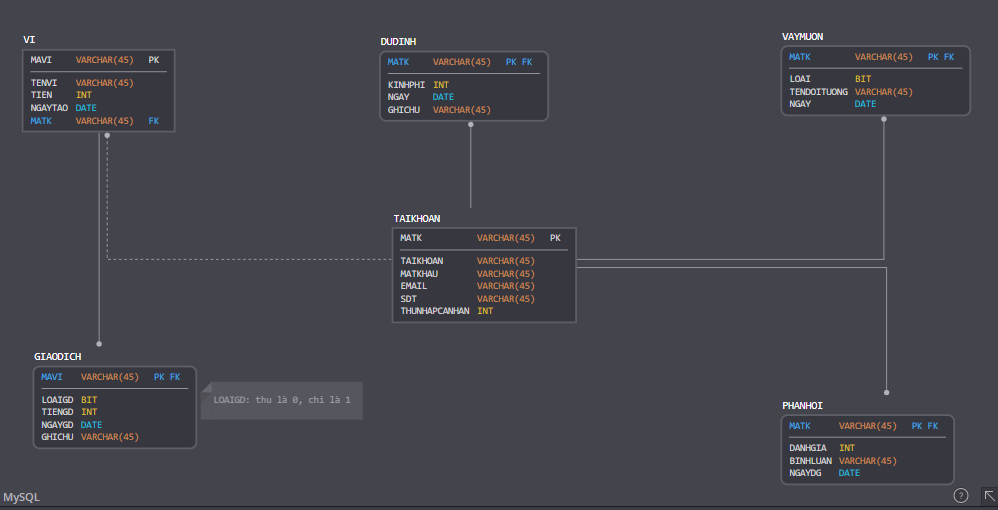 VI
MAVI VARCHAR(45) PK
TENVI VARCHAR(45)
TIEN INT
NGAYTAO DATE
MATK VARCHAR(45) FK
DUDINH
MATK VARCHAR(45) PK FK
KINHPHI INT
NGAY DATE
GHICHU VARCHAR(45)
VAYMUON
MATK VARCHAR(45) PK FK
LOAI BIT
TENDOITUONG VARCHAR(45)
NGAY DATE
TAIKHOAN
MATK VARCHAR(45) PK
TAIKHOAN VARCHAR(45)
MATKHAU VARCHAR(45)
EMAIL VARCHAR(45)
SDT VARCHAR(45)
THUNHAPCANHAN INT
GIAODICH
MAVI VARCHAR(45) PK FK
LOAIGD BIT
TIENGD INT
NGAYGD DATE
GHICHU VARCHAR(45)
LOAIGD: thu là 0, chi là 1
PHANHOI
MATK VARCHAR(45) PK FK
DANHGIA INT
BINHLUAN VARCHAR(45)
NGAYDG DATE
MySQL
?